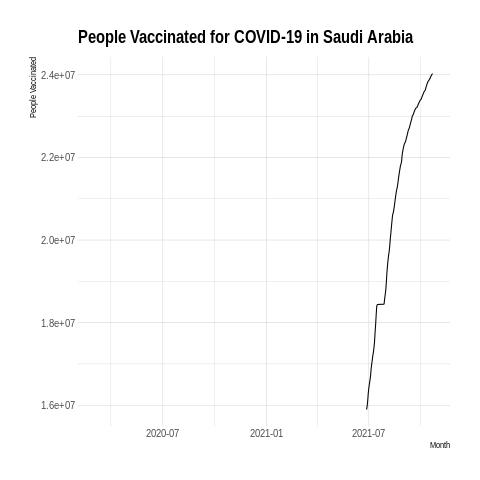 People Vaccinated for COVID-19 in Saudi Arabia
People Vaccinated
2.4e+07
2.2e+07
2.0e+07
1.8e+07
1.6e+07
2020-07
2021-01
2021-07
Month